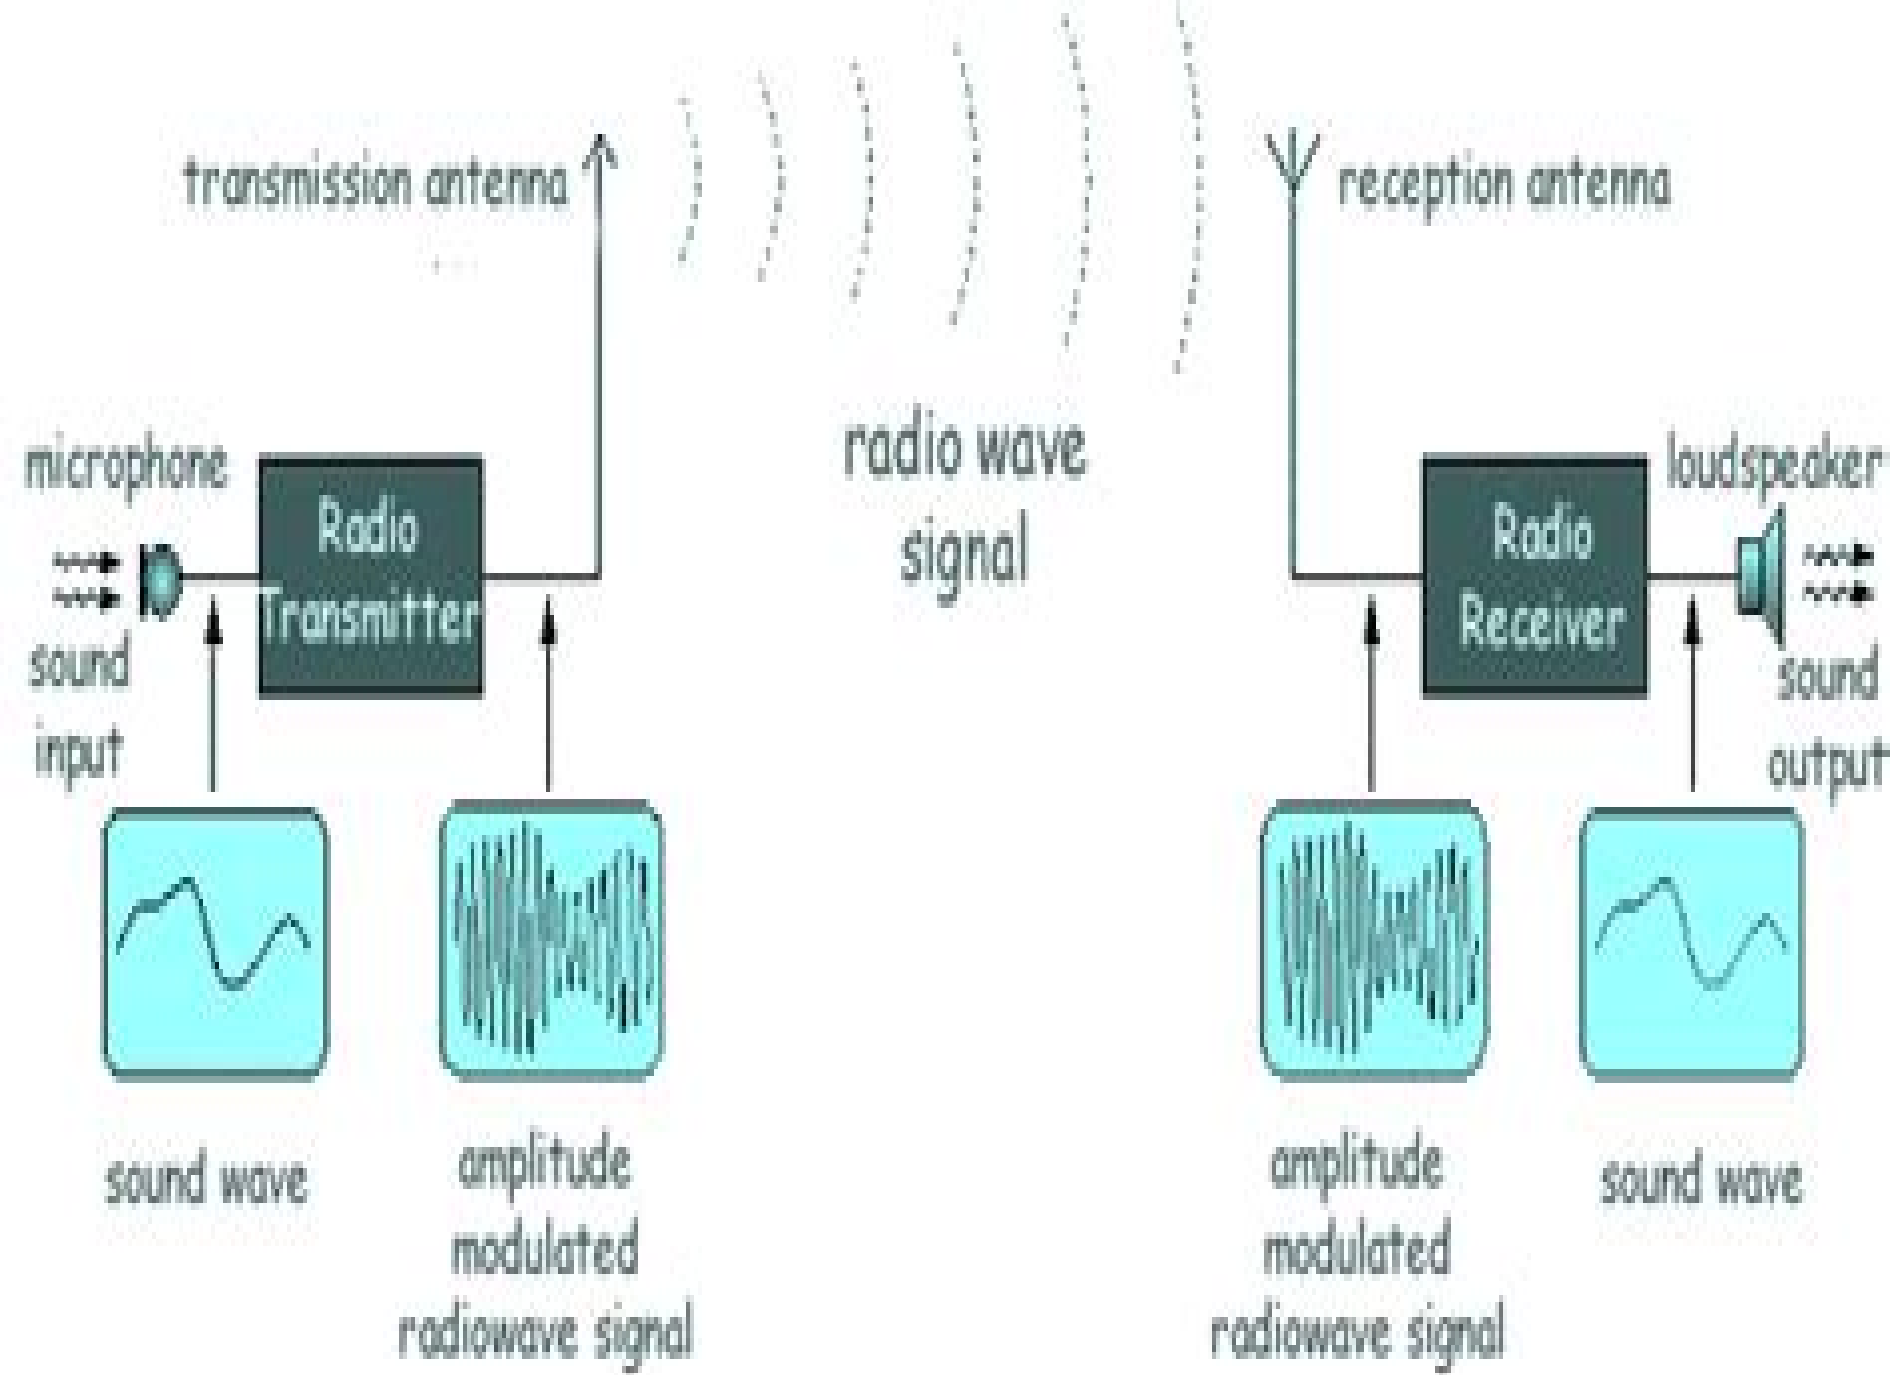 transmission antenna
reception antenna
radio wave
signal
microphone
Radio
Transmitter
sound
input
loudspeaker
Radio
Receiver
sound
output
sound wave
amplitude
modulated
radiowave signal
amplitude
modulated
radiowave signal
sound wave